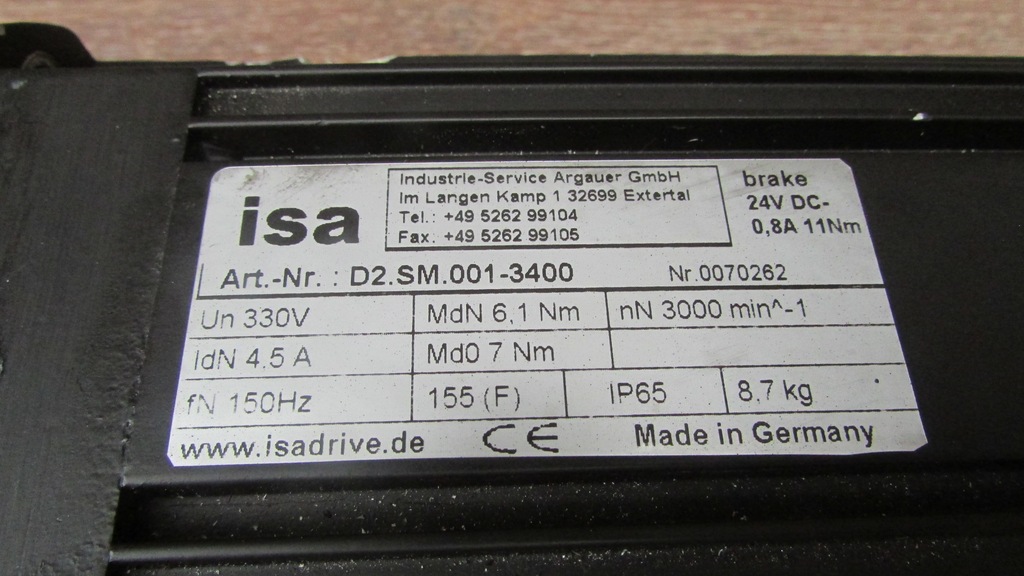 isa
Industrie-Service Argauer GmbH
Im Langen Kamp 1 32699 Extertal
Tel.: +49 5262 99104
Fax. +49 5262 99105
brake
24V DC-
0,8A 11Nm
Art.-Nr. : D2.SM.001-3400 Nr.0070262
Un 330V MdN 6,1 Nm nN 3000 min^-1
IdN 4.5 A Md0 7 Nm
fN 150Hz 155 (F) IP65 8,7 kg
www.isadrive.de CE Made in Germany